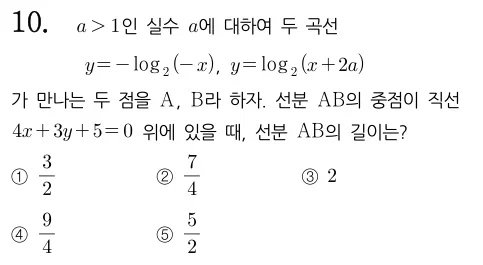 10. a > 1인 실수 a에 대하여 두 곡선
y = -log₂(-x), y = log₂(x+2a)
가 만나는 두 점을 A, B라 하자. 선분 AB의 중점이 직선
4x+3y+5=0 위에 있을 때, 선분 AB의 길이는?
① 3/2 ② 7/4 ③ 2
④ 9/4 ⑤ 5/2